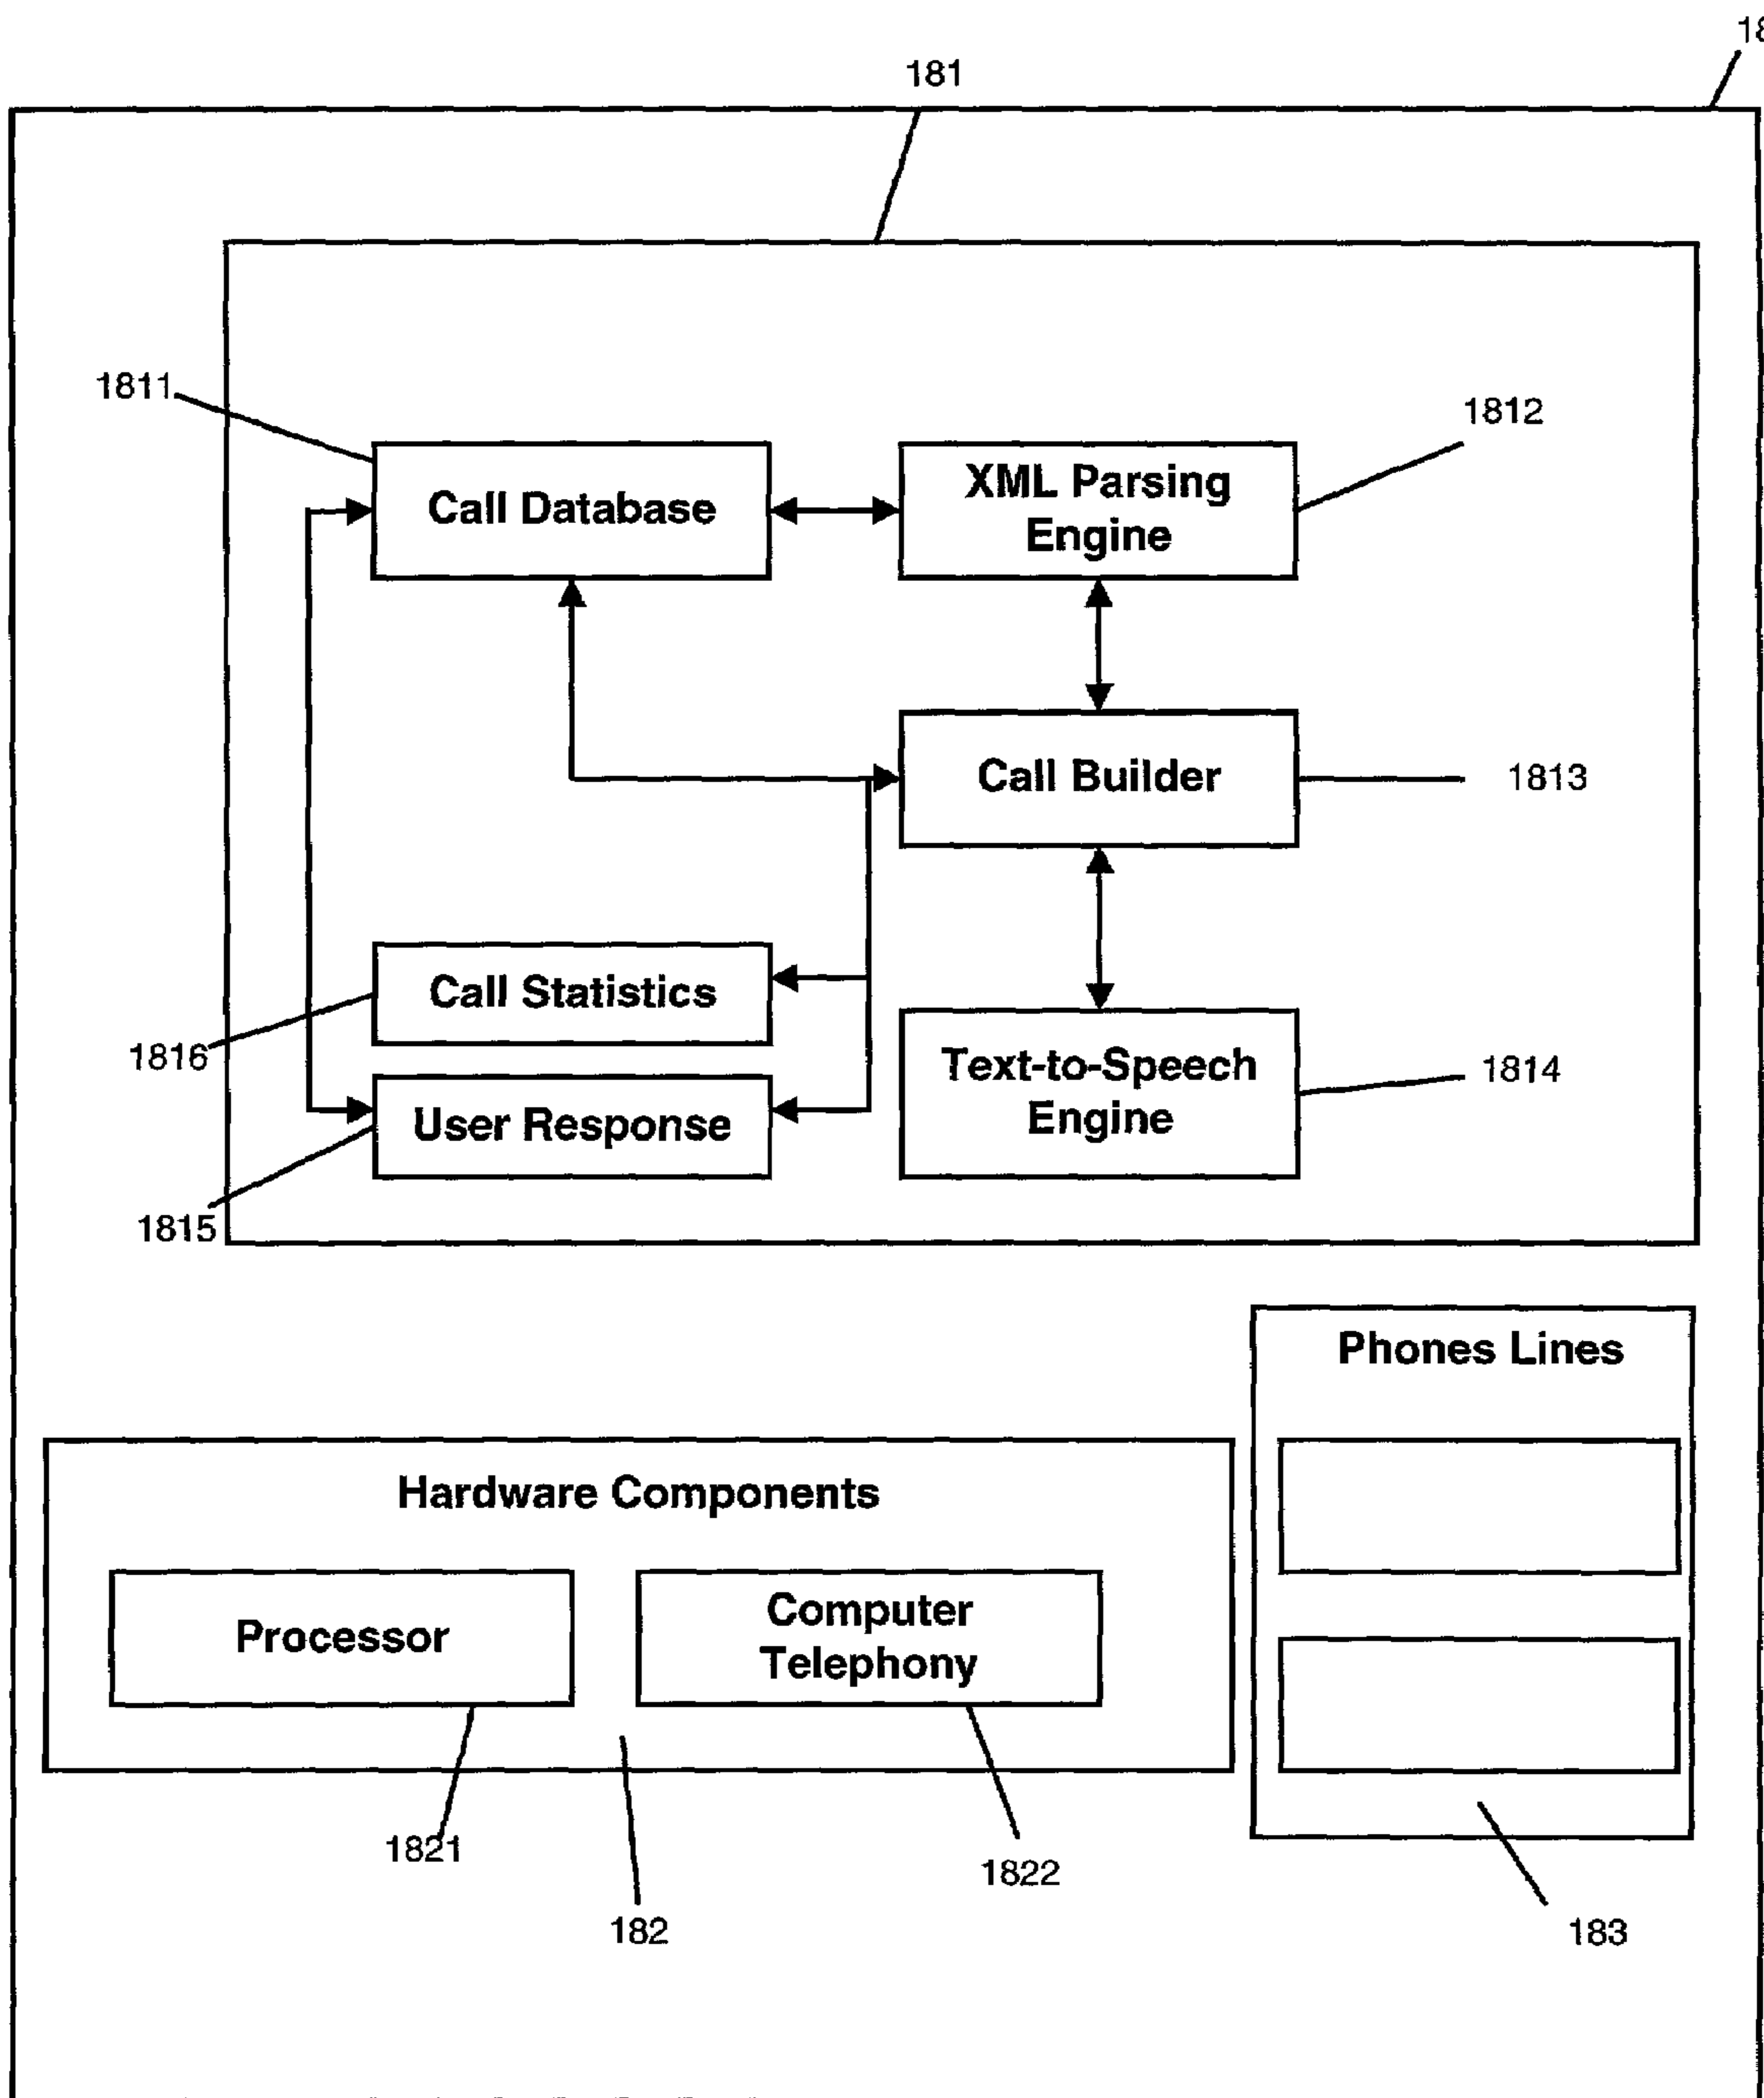 18
181
1811
1812
Call Database
XML Parsing
Engine
Call Builder
1813
Call Statistics
1816
Text-to-Speech
Engine
1814
User Response
1815
Phones Lines
Hardware Components
Processor
Computer
Telephony
1821
1822
182
183